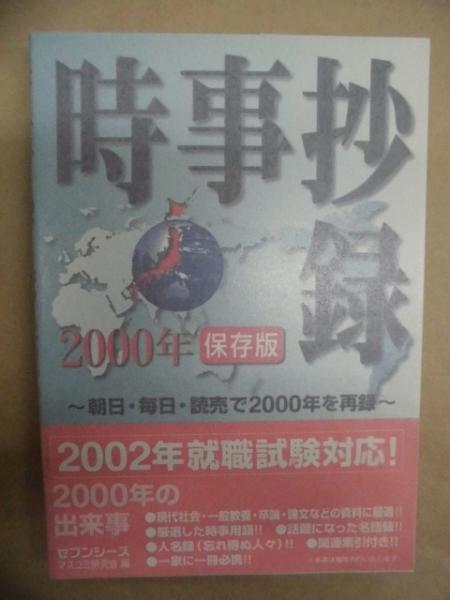 時事抄録
2000年 保存版
～朝日・毎日・読売で2000年を再録～
2002年就職試験対応!
2000年の
出来事
●現代社会・一般教養・卒論・論文などの資料に最適!!
●厳選した時事用語!! ●話題になった名語録!!
●人名録(忘れ得ぬ人々)!! ●関連索引付き!!
●一家に一冊必携!!
セブンシーズ
マスコミ研究会 編